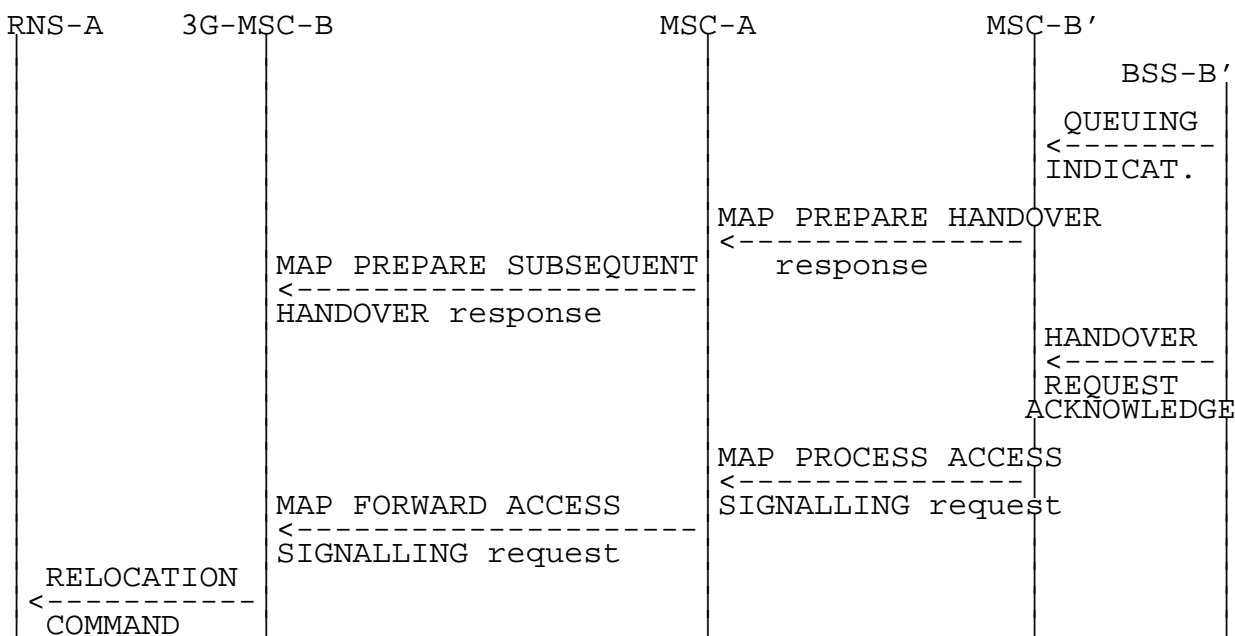 RNS-A 3G-MSC-B MSC-A MSC-B'
BSS-B'
QUEUING
<--------
INDICAT.
MAP PREPARE HANDOVER
<---------------
MAP PREPARE SUBSEQUENT response
<----------------------
HANDOVER response
HANDOVER
<--------
REQUEST
ACKNOWLEDGE
MAP PROCESS ACCESS
<---------------
MAP FORWARD ACCESS SIGNALLING request
<----------------------
SIGNALLING request
RELOCATION
<------------
COMMAND